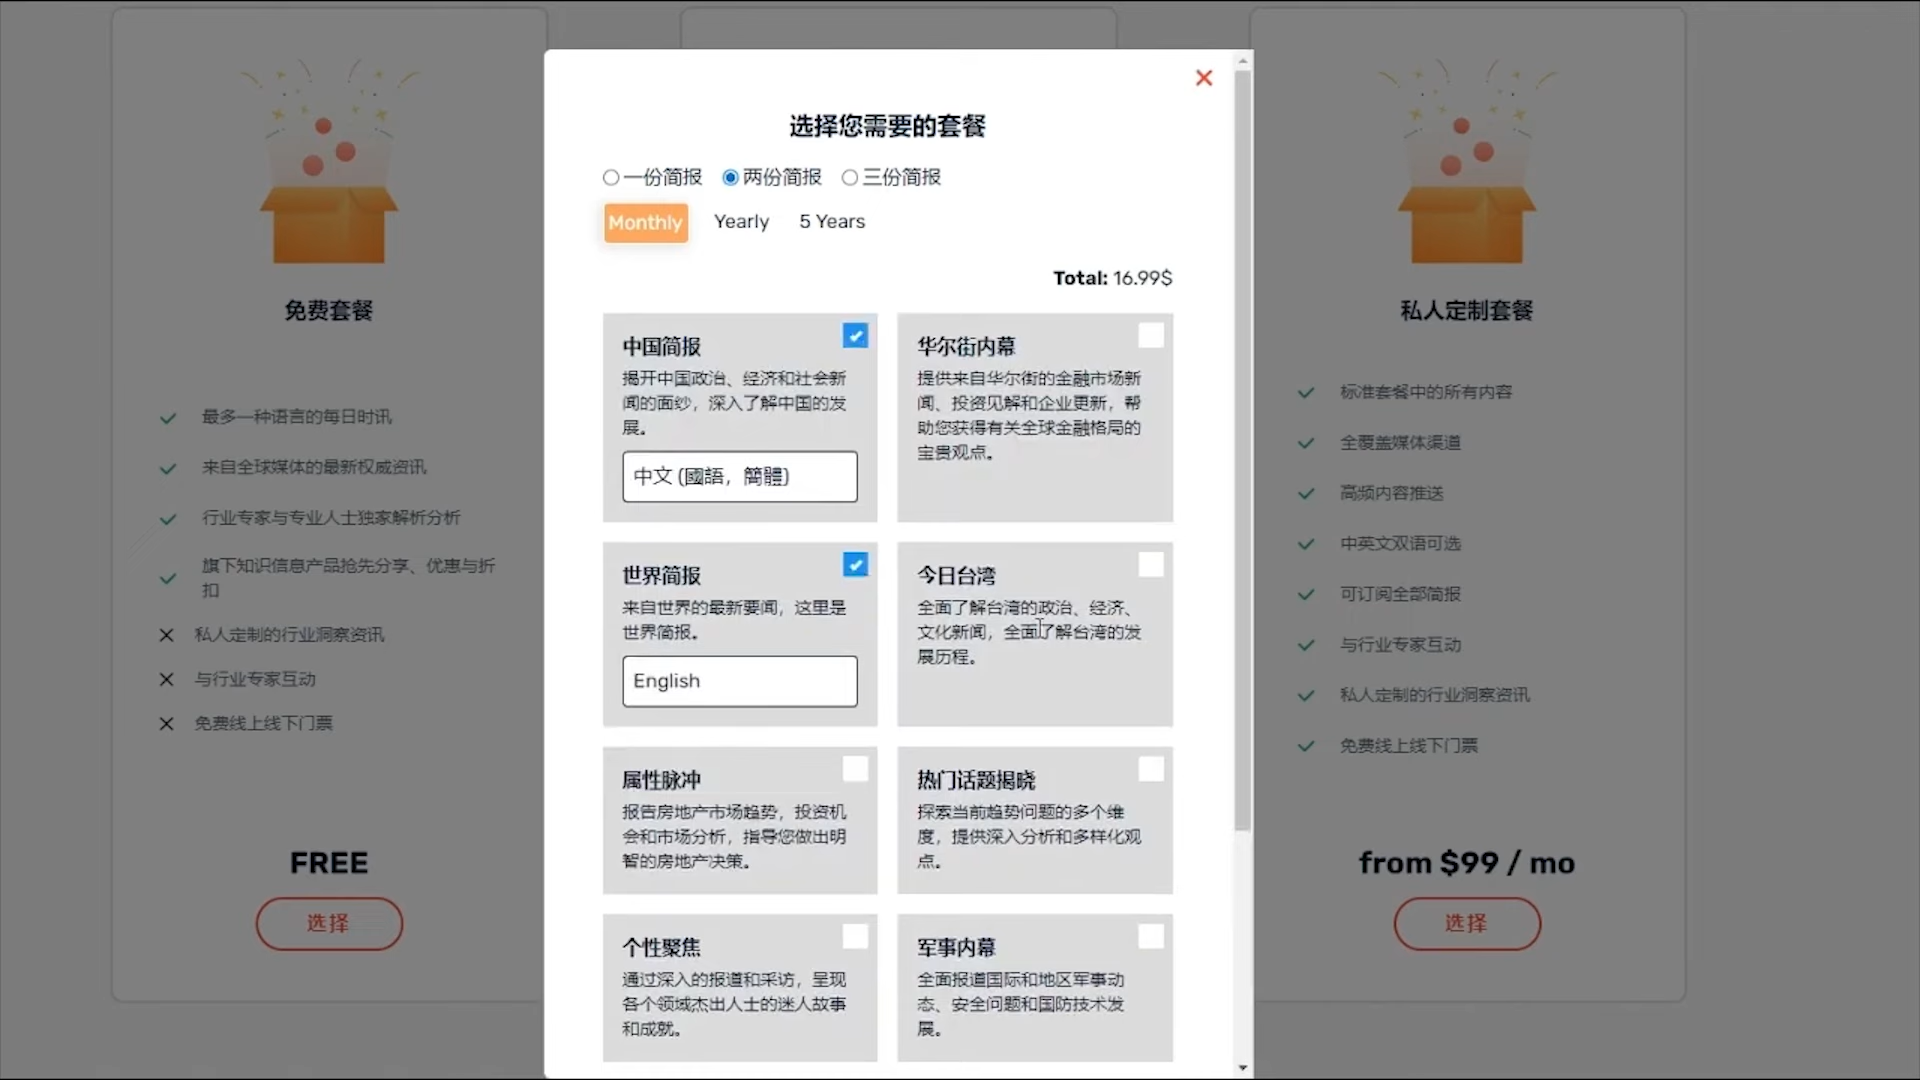 选择您需要的套餐
一份简报 两份简报 三份简报
Monthly Yearly 5 Years
Total: 16.99$
中国简报
揭开中国政治、经济和社会新
闻的面纱，深入了解中国的发
展。
中文 (國語，簡體)
华尔街内幕
提供来自华尔街的金融市场新
闻、投资见解和企业更新，帮
助您获得有关全球金融格局的
宝贵观点。
世界简报
来自世界的最新要闻，这里是
世界简报。
English
今日台湾
全面了解台湾的政治、经济、
文化新闻，全面了解台湾的发
展历程。
属性脉冲
报告房地产市场趋势，投资机
会和市场分析，指导您做出明
智的房地产决策。
热门话题揭晓
探索当前趋势问题的多个维
度，提供深入分析和多样化观
点。
个性聚焦
通过深入的报道和采访，呈现
各个领域杰出人士的迷人故事
和成就。
军事内幕
全面报道国际和地区军事动
态、安全问题和国防技术发
展。
免费套餐
最多一种语言的每日时讯
来自全球媒体的最新权威资讯
行业专家与专业人士独家解析分析
旗下知识信息产品抢先分享、优惠与折
扣
私人定制的行业洞察资讯
与行业专家互动
免费线上线下门票
FREE
选择
私人定制套餐
标准套餐中的所有内容
全覆盖媒体渠道
高频内容推送
中英文双语可选
可订阅全部简报
与行业专家互动
私人定制的行业洞察资讯
免费线上线下门票
from $99 / mo
选择